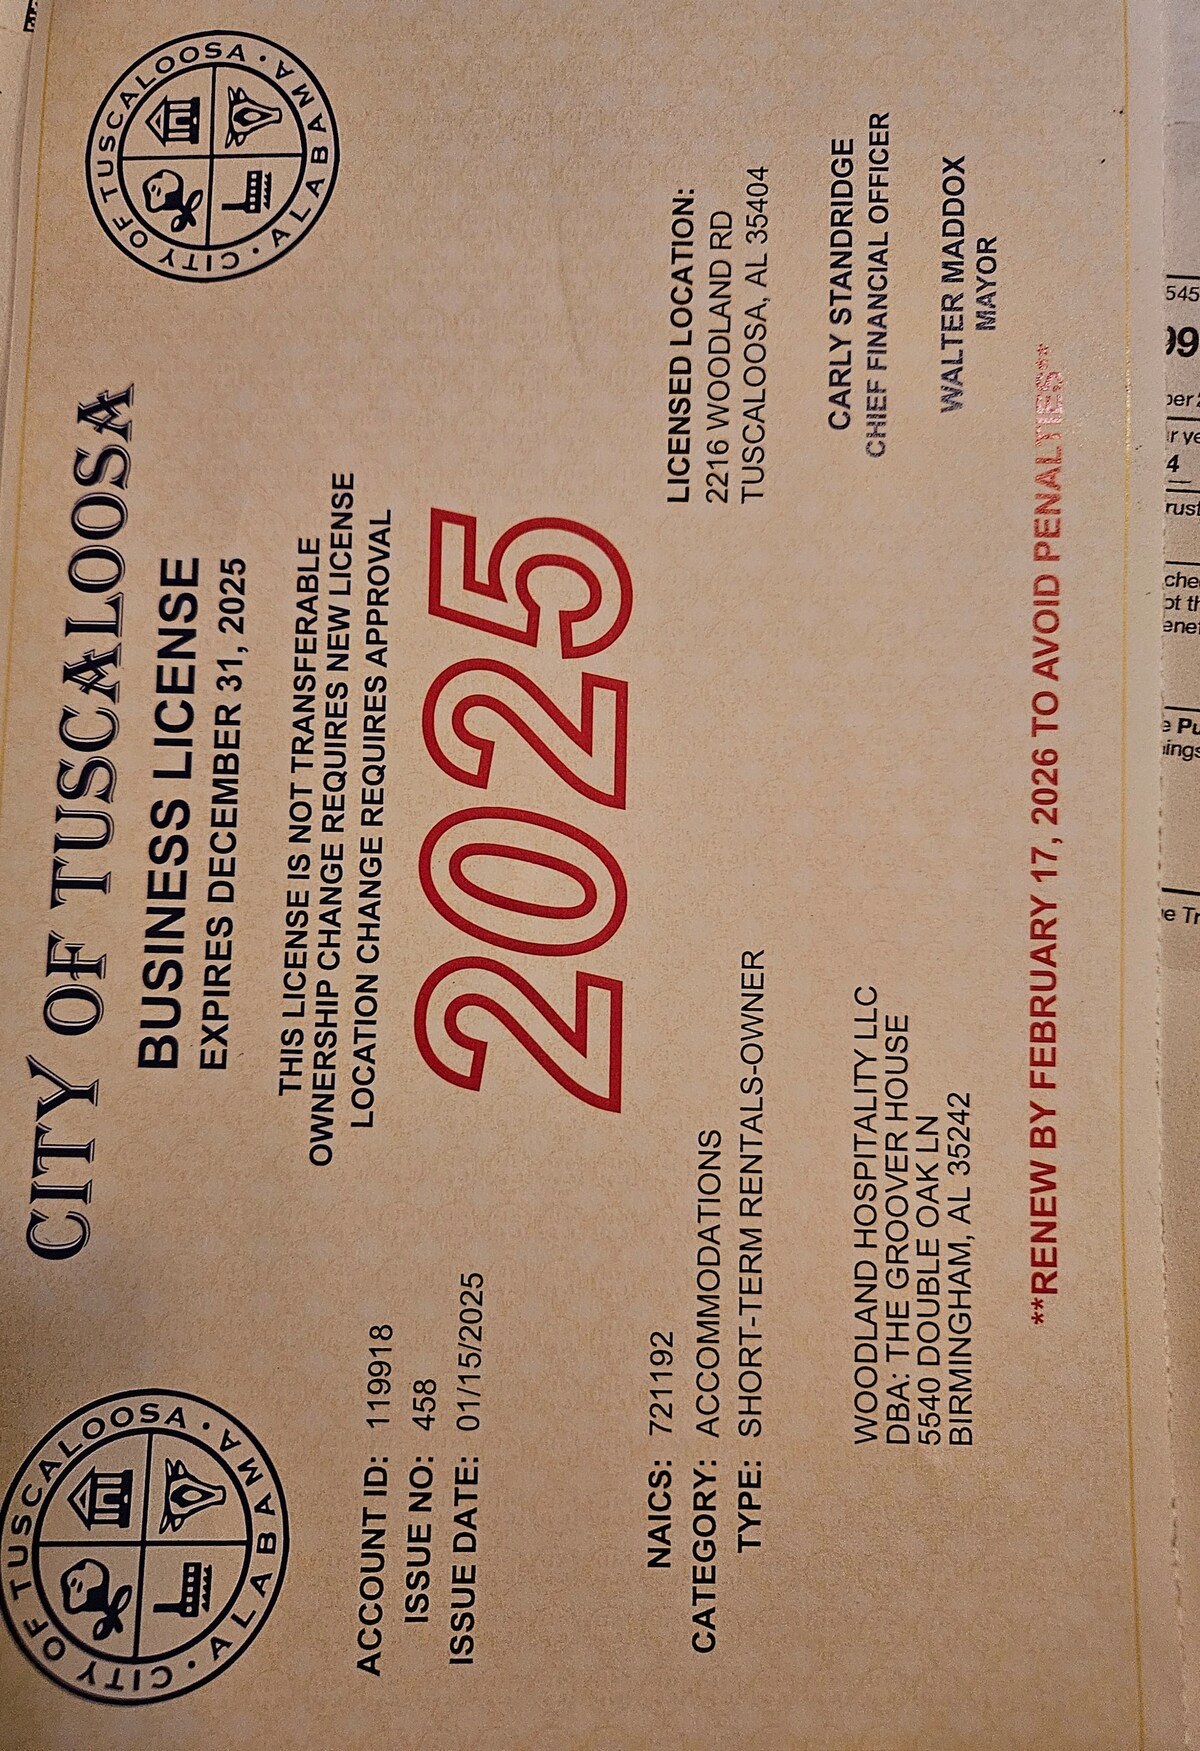 CITY OF TUSCALOOSA · ALABAMA ·
CITY OF TUSCALOOSA
CITY OF TUSCALOOSA · ALABAMA ·
BUSINESS LICENSE
EXPIRES DECEMBER 31, 2025
THIS LICENSE IS NOT TRANSFERABLE
OWNERSHIP CHANGE REQUIRES NEW LICENSE
LOCATION CHANGE REQUIRES APPROVAL
ACCOUNT ID: 119918
ISSUE NO: 458
ISSUE DATE: 01/15/2025
2025
NAICS: 721192
CATEGORY: ACCOMMODATIONS
TYPE: SHORT-TERM RENTALS-OWNER
LICENSED LOCATION:
2216 WOODLAND RD
TUSCALOOSA, AL 35404
WOODLAND HOSPITALITY LLC
DBA: THE GROOVER HOUSE
5540 DOUBLE OAK LN
BIRMINGHAM, AL 35242
CARLY STANDRIDGE
CHIEF FINANCIAL OFFICER
WALTER MADDOX
MAYOR
**RENEW BY FEBRUARY 17, 2026 TO AVOID PENALTIES**